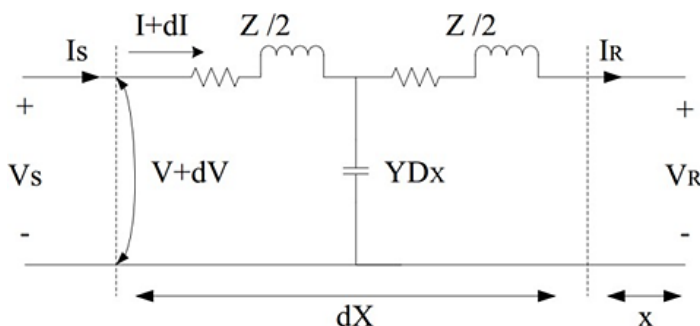 I+dI Z /2 Z /2
Is IR
+ +
Vs V+dV YDx VR
- -
dX x